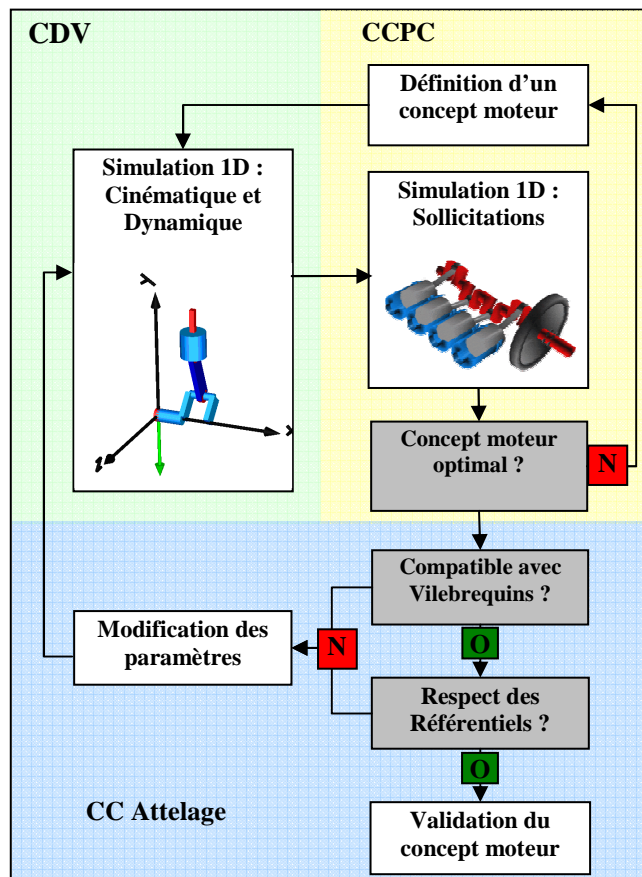 CDV
CCPC
Définition d'un
concept moteur
Simulation 1D :
Cinématique et
Dynamique
Simulation 1D :
Sollicitations
y
x
z
Concept moteur
optimal ?
N
Compatible avec
Vilebrequins ?
O
Modification des
paramètres
N
Respect des
Référentiels ?
O
CC Attelage
Validation du
concept moteur